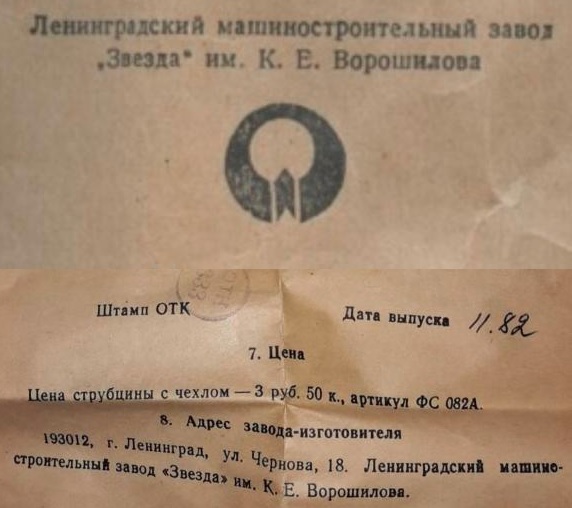 Ленинградский машиностроительный завод
„Звезда“ им. К. Е. Ворошилова
Штамп ОТК
Дата выпуска 11.82
7. Цена
Цена струбцины с чехлом — 3 руб. 50 к., артикул ФС 082А.
8. Адрес завода-изготовителя
193012, г. Ленинград, ул. Чернова, 18. Ленинградский машино-
строительный завод «Звезда» им. К. Е. Ворошилова.